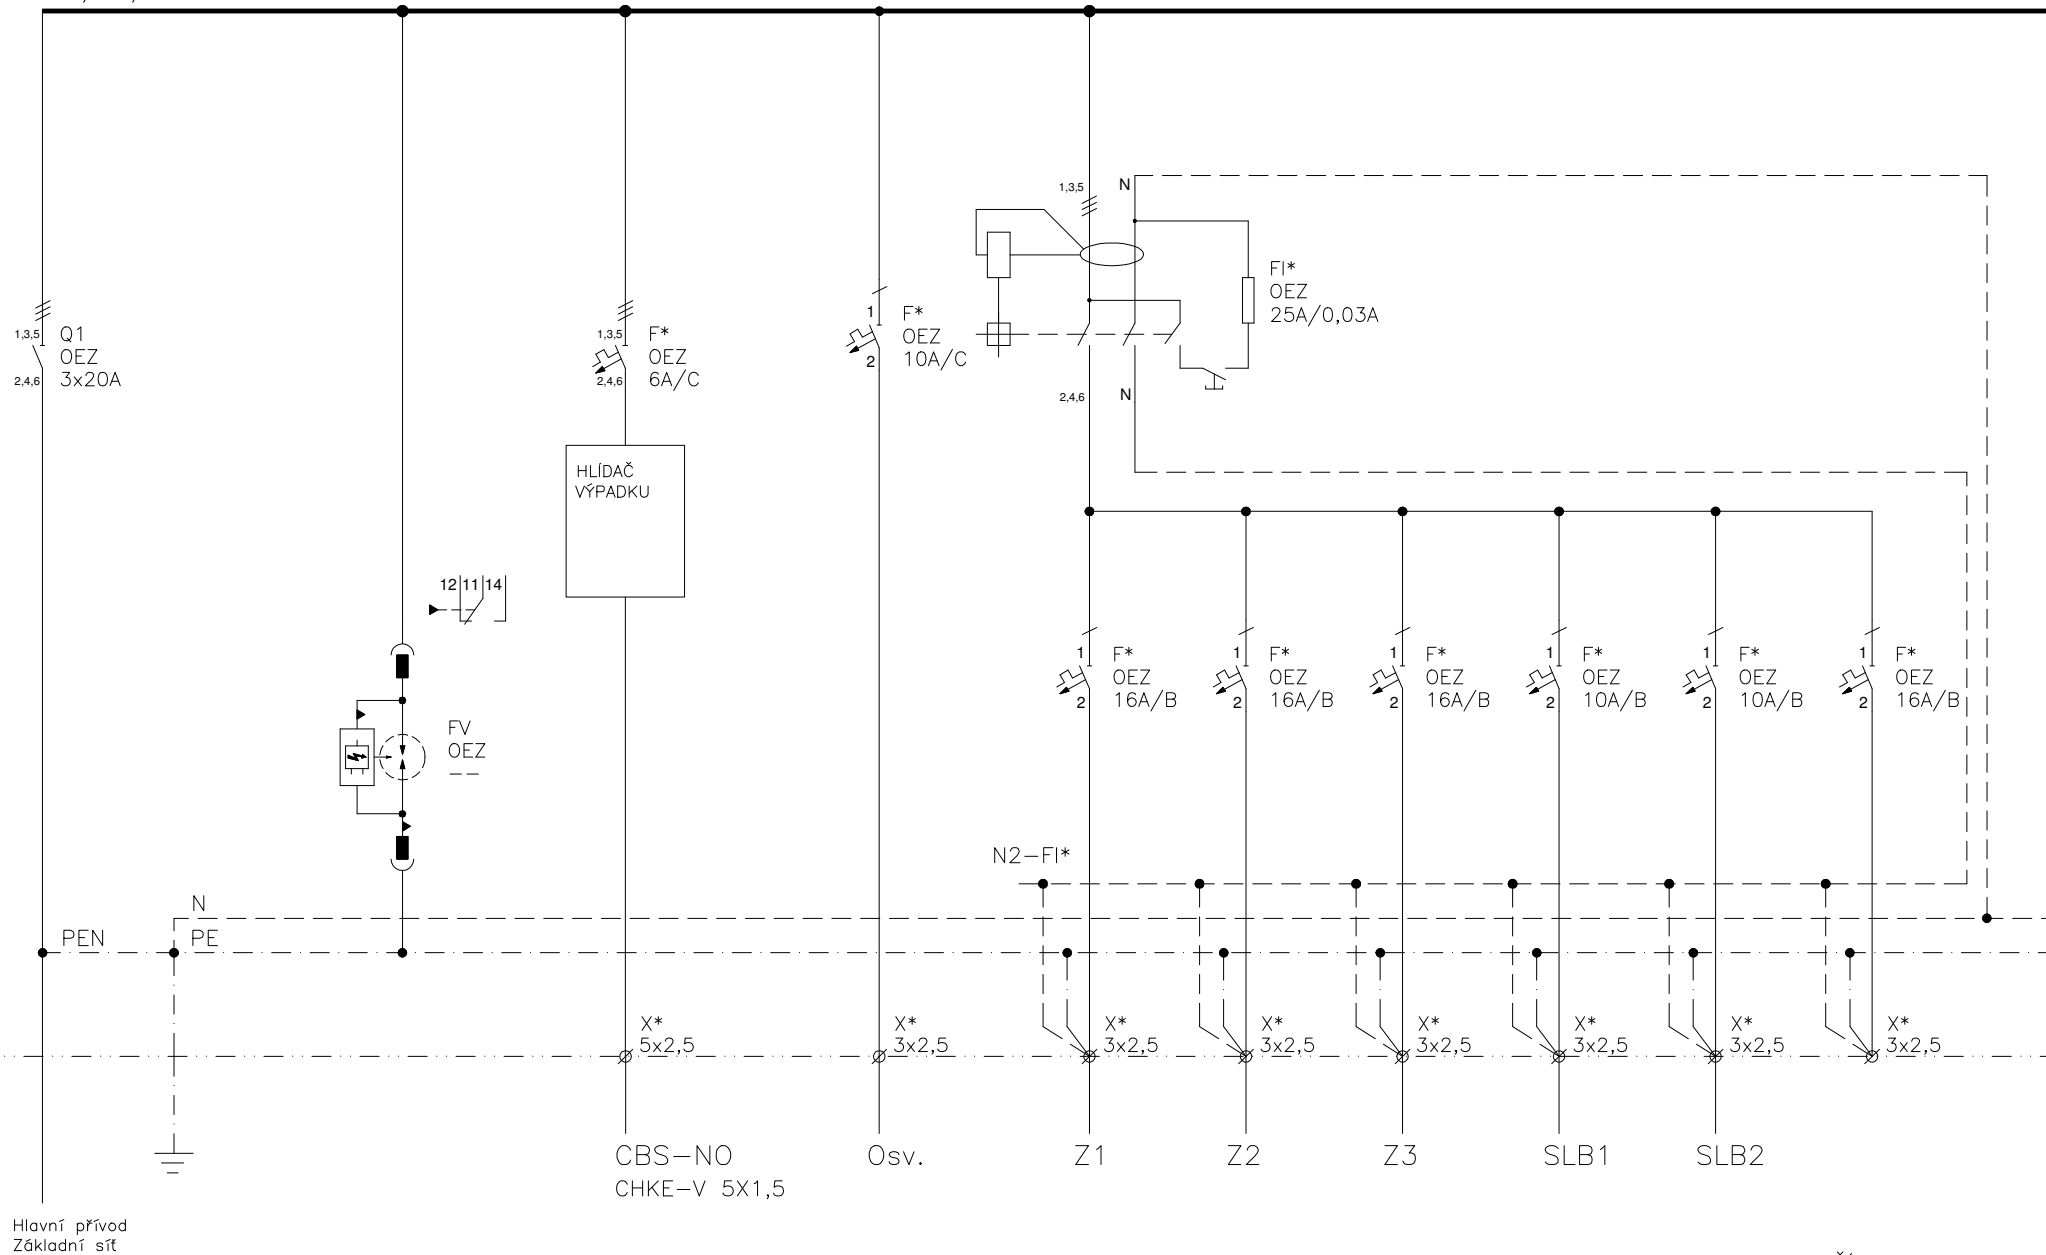 1,3,5
Q1
OEZ
2,4,6
3x20A
12 11 14
FV
OEZ
1,3,5
F*
OEZ
2,4,6
6A/C
HLÍDAČ
VÝPADKU
1
F*
OEZ
2
10A/C
1,3,5
N
FI*
OEZ
25A/0,03A
2,4,6
N
1
F*
OEZ
2
16A/B
1
F*
OEZ
2
16A/B
1
F*
OEZ
2
16A/B
1
F*
OEZ
2
10A/B
1
F*
OEZ
2
10A/B
1
F*
OEZ
2
16A/B
N2-FI*
N
PEN
PE
X*
5x2,5
X*
3x2,5
X*
3x2,5
X*
3x2,5
X*
3x2,5
X*
3x2,5
X*
3x2,5
X*
3x2,5
CBS-NO
CHKE-V 5X1,5
Osv.
Z1
Z2
Z3
SLB1
SLB2
Hlavní přívod
Základní síť